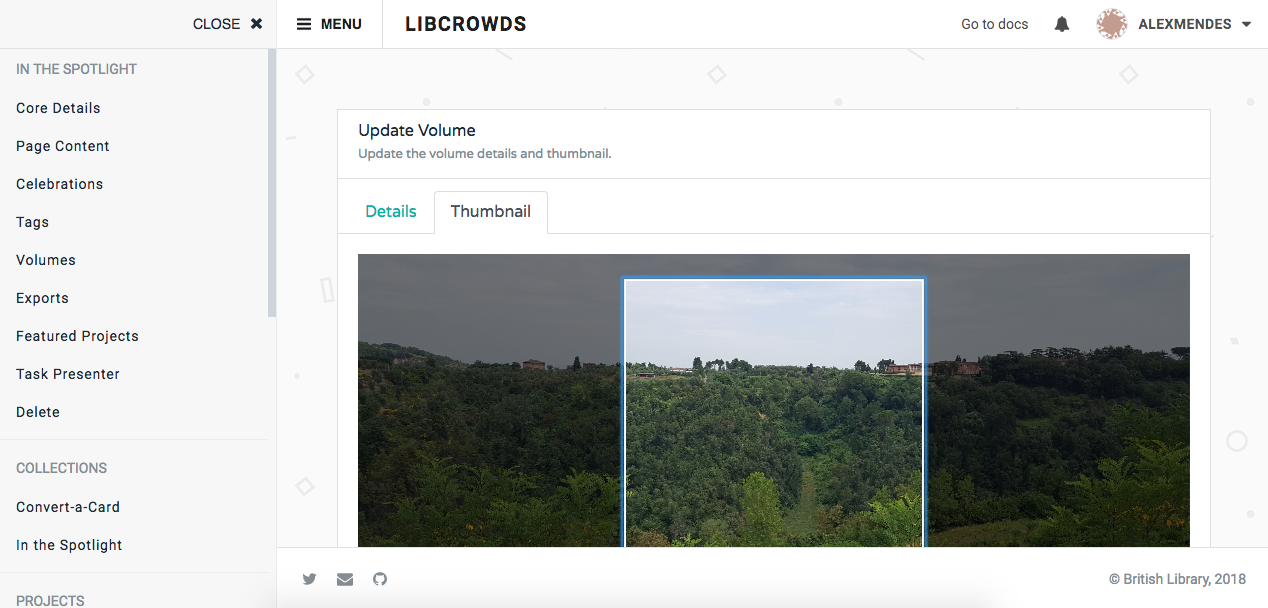 CLOSE
MENU
LIBCROWDS
Go to docs
ALEXMENDES
IN THE SPOTLIGHT
Core Details
Page Content
Celebrations
Tags
Volumes
Exports
Featured Projects
Task Presenter
Delete
COLLECTIONS
Convert-a-Card
In the Spotlight
PROJECTS
Update Volume
Update the volume details and thumbnail.
Details
Thumbnail
© British Library, 2018